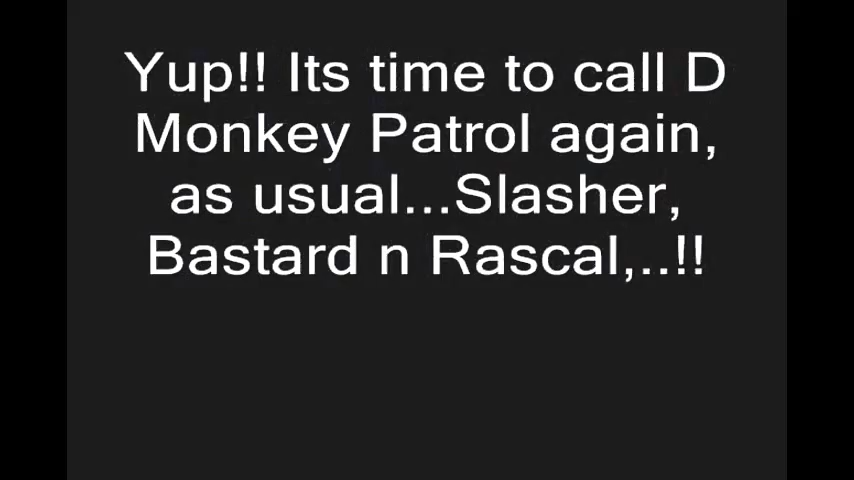 Yup!! Its time to call D
Monkey Patrol again,
as usual...Slasher,
Bastard n Rascal,..!!